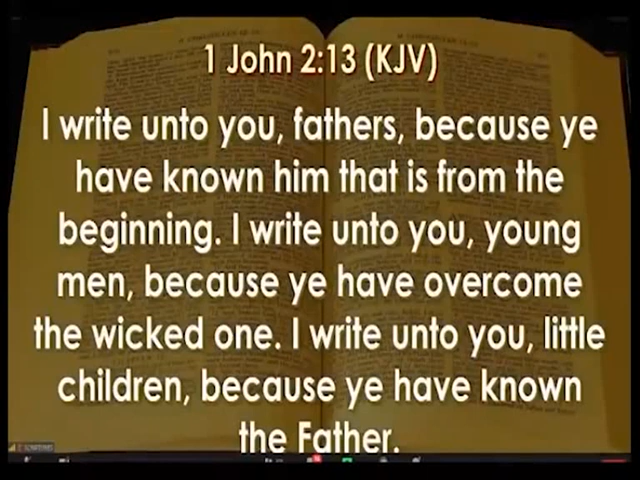 1 John 2:13 (KJV)
I write unto you, fathers, because ye
have known him that is from the
beginning. I write unto you, young
men, because ye have overcome
the wicked one. I write unto you, little
children, because ye have known
the Father.